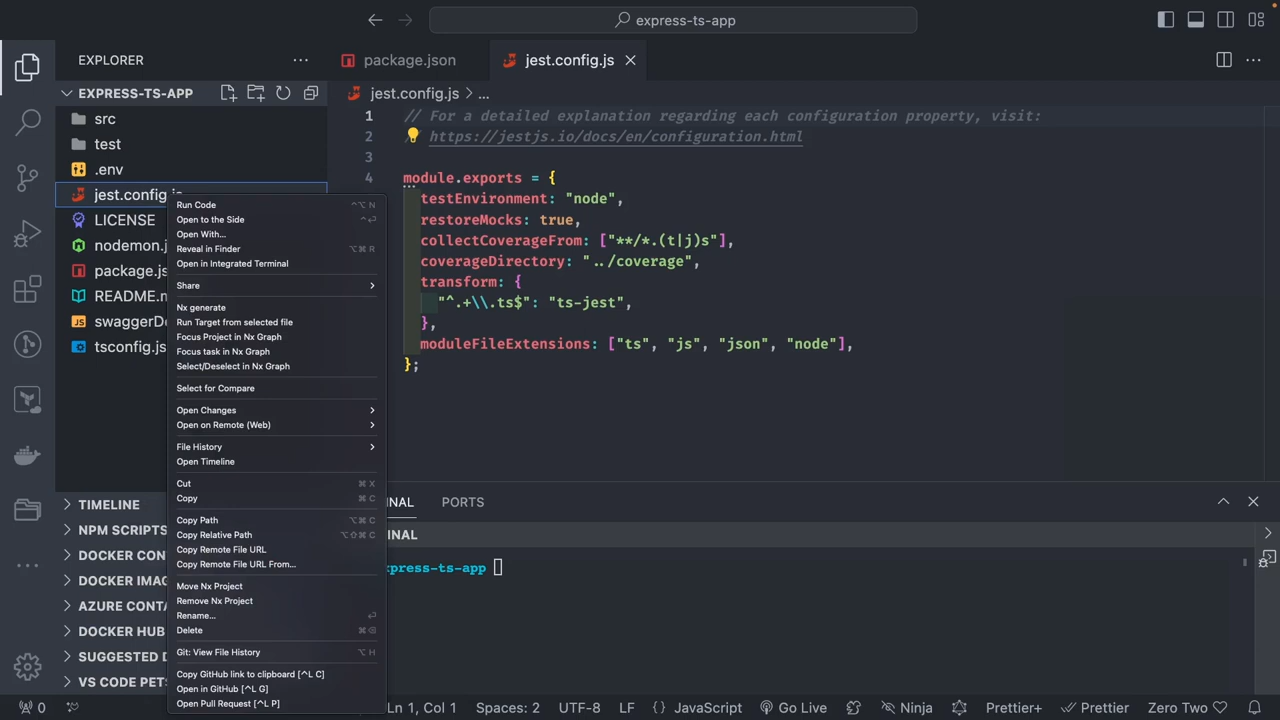 express-ts-app
EXPLORER
package.json
jest.config.js
EXPRESS-TS-APP
jest.config.js > ...
src
test
.env
jest.config.js
LICENSE
nodemon.j
package.js
README.m
swaggerDo
tsconfig.js
1 // For a detailed explanation regarding each configuration property, visit:
2 https://jestjs.io/docs/en/configuration.html
3
4 module.exports = {
testEnvironment: "node",
restoreMocks: true,
collectCoverageFrom: ["**/*.(t|j)s"],
coverageDirectory: "../coverage",
transform: {
"^.+\\.ts$": "ts-jest",
},
moduleFileExtensions: ["ts", "js", "json", "node"],
};
Run Code ^⌥ N
Open to the Side ^⏎
Open With...
Reveal in Finder ⌥⌘ R
Open in Integrated Terminal
Share
Nx generate
Run Target from selected file
Focus Project in Nx Graph
Focus task in Nx Graph
Select/Deselect in Nx Graph
Select for Compare
Open Changes
Open on Remote (Web)
File History
Open Timeline
Cut ⌘ X
Copy ⌘ C
Copy Path ⌥⌘ C
Copy Relative Path ⌥⇧⌘ C
Copy Remote File URL
Copy Remote File URL From...
Move Nx Project
Remove Nx Project
Rename... ⏎
Delete ⌘⌫
Git: View File History ⌥ H
Copy GitHub link to clipboard [^L C]
Open in GitHub [^L G]
Open Pull Request [^L P]
TIMELINE
NPM SCRIPTS
DOCKER CON
DOCKER IMAG
AZURE CONTA
DOCKER HUB
SUGGESTED D
VS CODE PETS
NAL
PORTS
INAL
xpress-ts-app
0
Ln 1, Col 1
Spaces: 2
UTF-8
LF
{} JavaScript
Go Live
Ninja
Prettier+
Prettier
Zero Two